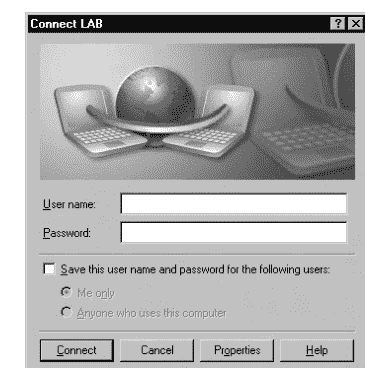 Connect LAB
User name:
Password:
Save this user name and password for the following users:
Me only
Anyone who uses this computer
Connect Cancel Properties Help